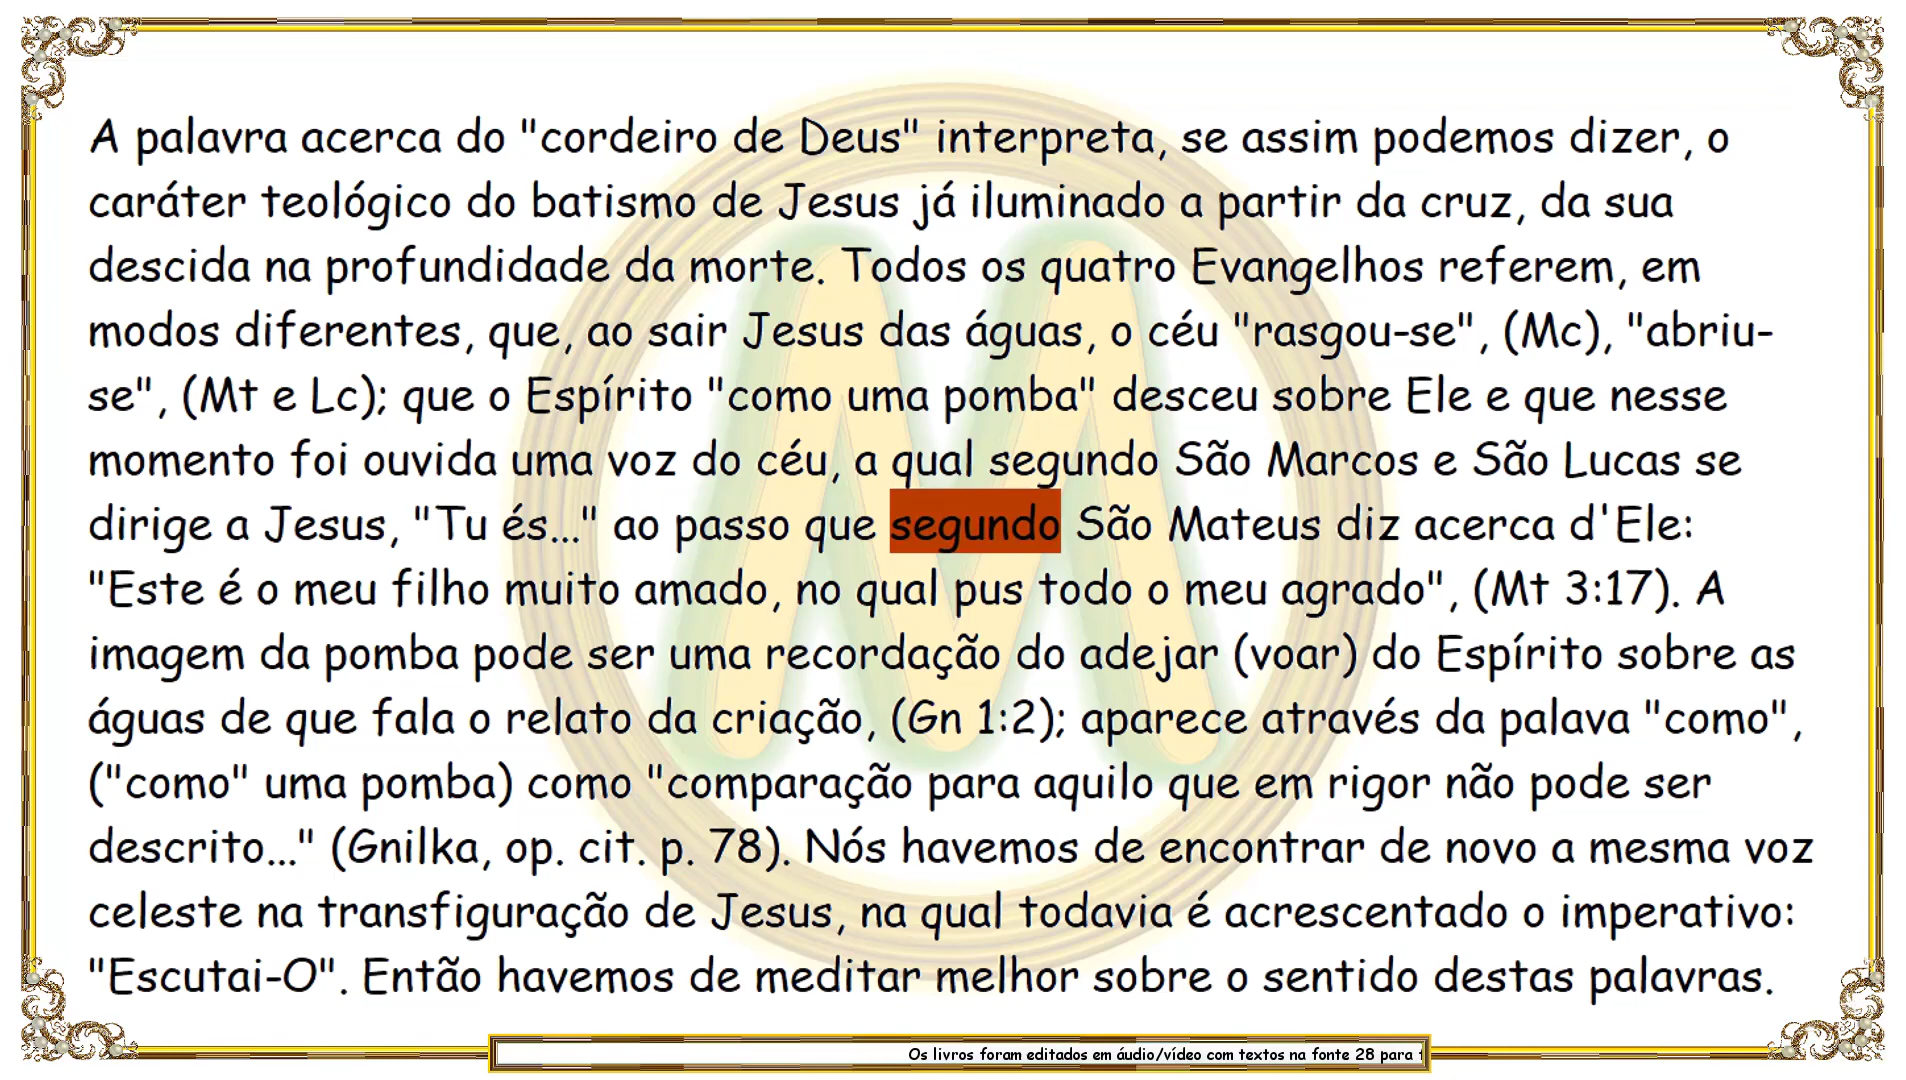 A palavra acerca do "cordeiro de Deus" interpreta, se assim podemos dizer, o
caráter teológico do batismo de Jesus já iluminado a partir da cruz, da sua
descida na profundidade da morte. Todos os quatro Evangelhos referem, em
modos diferentes, que, ao sair Jesus das águas, o céu "rasgou-se", (Mc), "abriu-
se", (Mt e Lc); que o Espírito "como uma pomba" desceu sobre Ele e que nesse
momento foi ouvida uma voz do céu, a qual segundo São Marcos e São Lucas se
dirige a Jesus, "Tu és..." ao passo que segundo São Mateus diz acerca d'Ele:
"Este é o meu filho muito amado, no qual pus todo o meu agrado", (Mt 3:17). A
imagem da pomba pode ser uma recordação do adejar (voar) do Espírito sobre as
águas de que fala o relato da criação, (Gn 1:2); aparece através da palava "como",
("como" uma pomba) como "comparação para aquilo que em rigor não pode ser
descrito..." (Gnilka, op. cit. p. 78). Nós havemos de encontrar de novo a mesma voz
celeste na transfiguração de Jesus, na qual todavia é acrescentado o imperativo:
"Escutai-O". Então havemos de meditar melhor sobre o sentido destas palavras.
Os livros foram editados em áudio/vídeo com textos na fonte 28 para